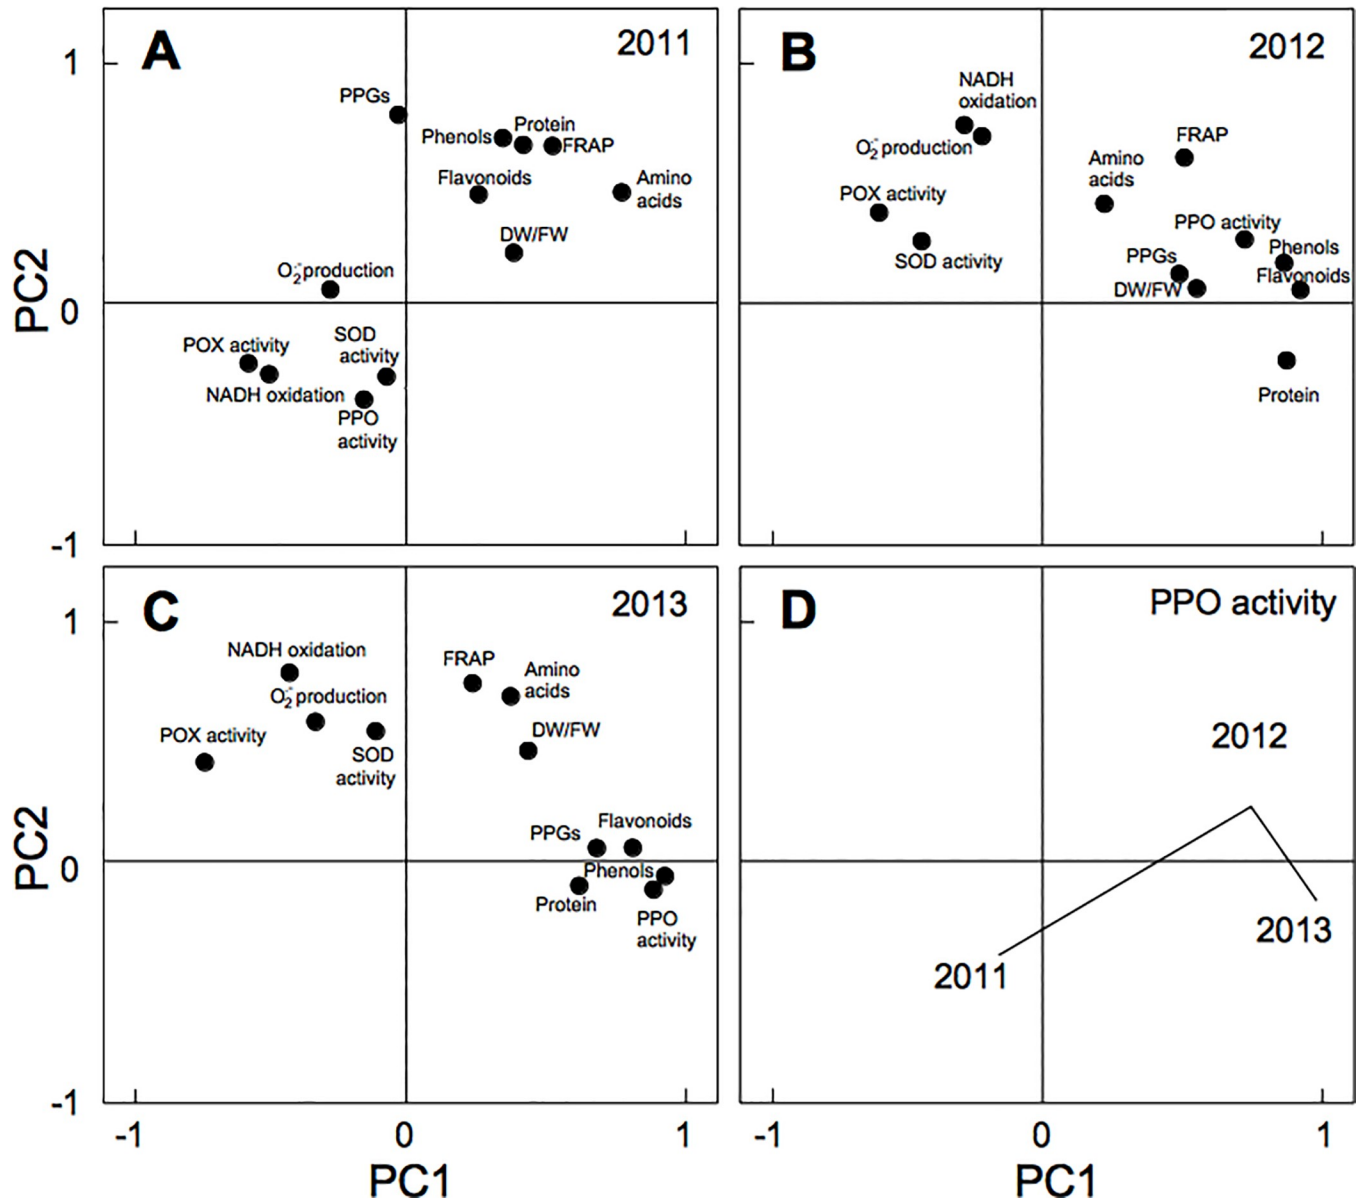 A
2011
1
PPGs
Protein
Phenols
FRAP
Flavonoids
Amino
acids
DW/FW
O₂⁻ production
PC2
0
SOD
activity
POX activity
NADH oxidation
PPO
activity
-1
B
2012
NADH
oxidation
O₂⁻ production
FRAP
Amino
acids
POX activity
SOD activity
PPO activity
Phenols
PPGs
Flavonoids
DW/FW
Protein
C
2013
1
NADH oxidation
O₂⁻ production
POX activity
SOD
activity
FRAP
Amino
acids
DW/FW
PC2
0
Flavonoids
PPGs
Phenols
Protein
PPO
activity
-1
-1
0
1
PC1
D
PPO activity
2012
2013
2011
-1
0
1
PC1